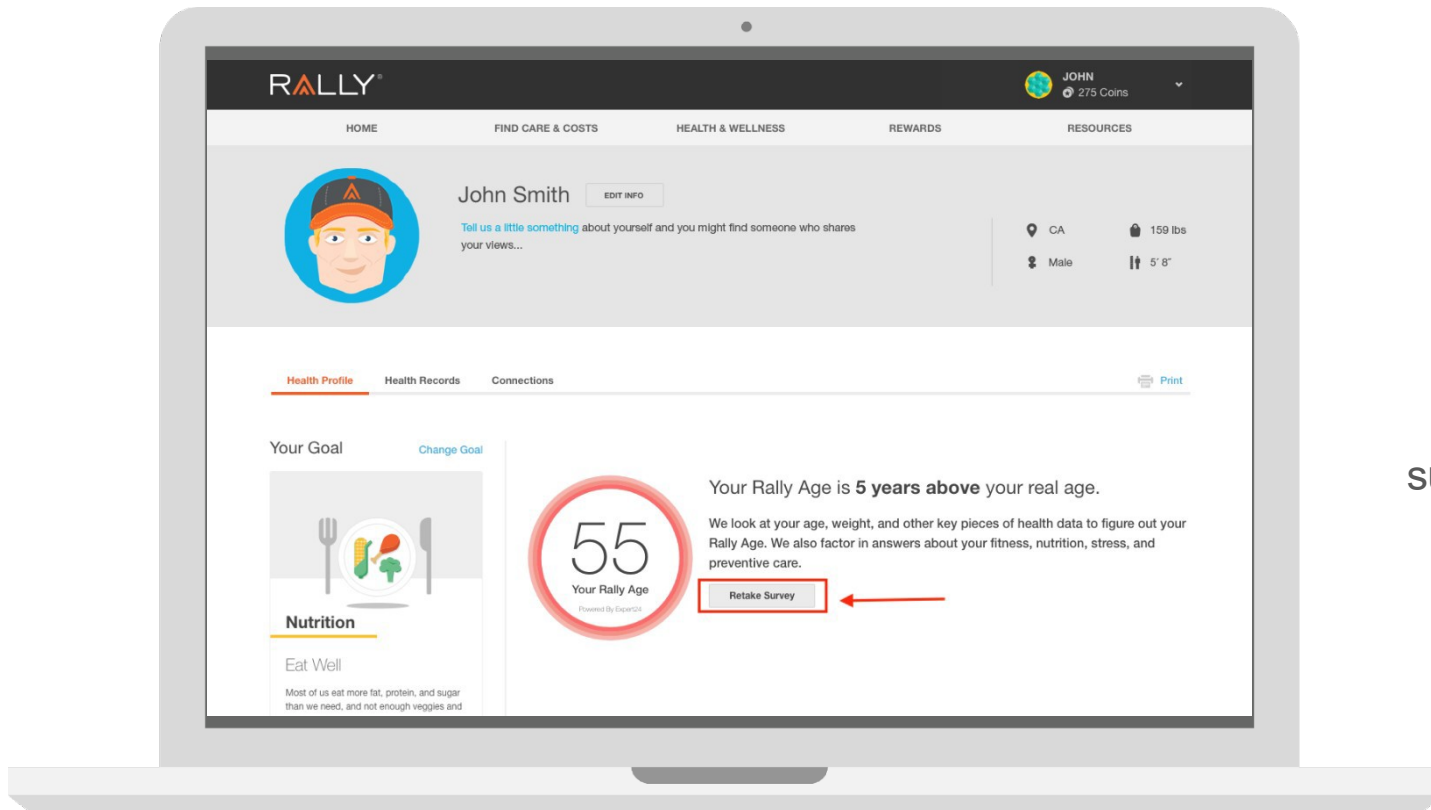 RALLY®
JOHN
275 Coins
HOME FIND CARE & COSTS HEALTH & WELLNESS REWARDS RESOURCES
John Smith EDIT INFO
Tell us a little something about yourself and you might find someone who shares
your views...
CA 159 lbs
Male 5' 8"
Health Profile Health Records Connections Print
Your Goal Change Goal
Nutrition
Eat Well
Most of us eat more fat, protein, and sugar
than we need, and not enough veggies and
55
Your Rally Age
Powered By Expert24
Your Rally Age is 5 years above your real age.
We look at your age, weight, and other key pieces of health data to figure out your
Rally Age. We also factor in answers about your fitness, nutrition, stress, and
preventive care.
Retake Survey